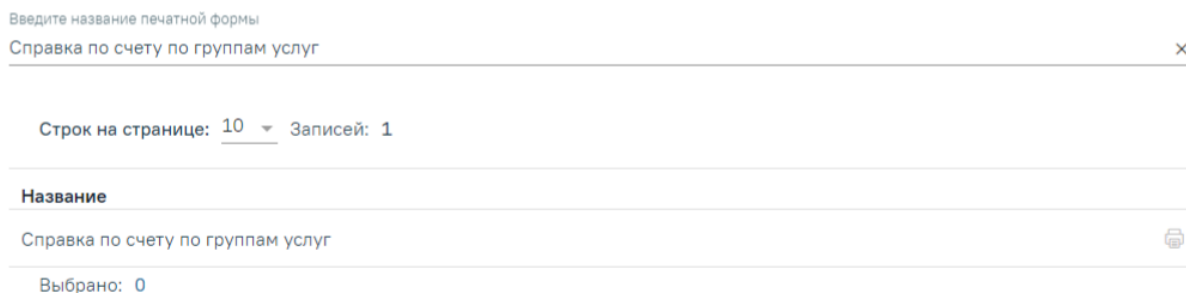 Введите название печатной формы
Справка по счету по группам услуг
Строк на странице: 10 Записей: 1
Название
Справка по счету по группам услуг
Выбрано: 0